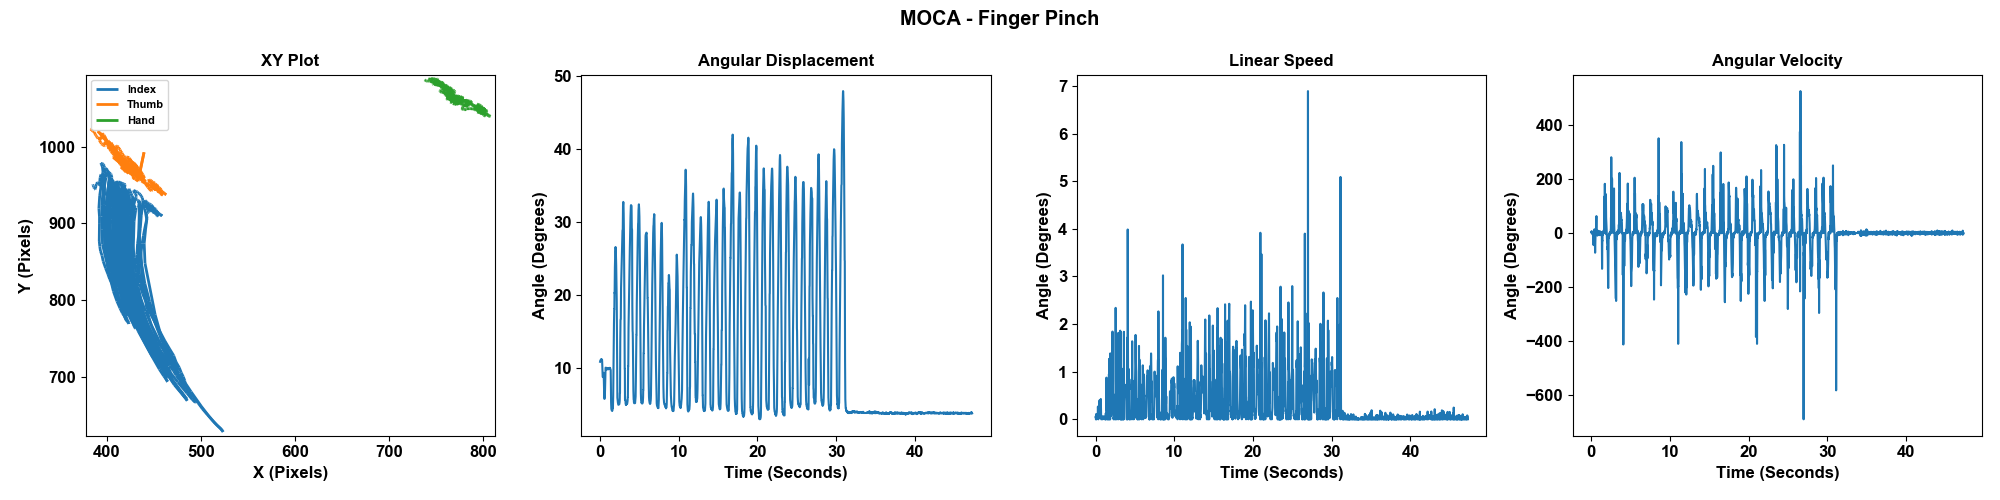 MOCA - Finger Pinch
XY Plot
Index
Thumb
Hand
1000
900
800
700
400 500 600 700 800
Y (Pixels)
X (Pixels)
Angular Displacement
50
40
30
20
10
0 10 20 30 40
Angle (Degrees)
Time (Seconds)
Linear Speed
7
6
5
4
3
2
1
0
0 10 20 30 40
Angle (Degrees)
Time (Seconds)
Angular Velocity
400
200
0
−200
−400
−600
0 10 20 30 40
Angle (Degrees)
Time (Seconds)